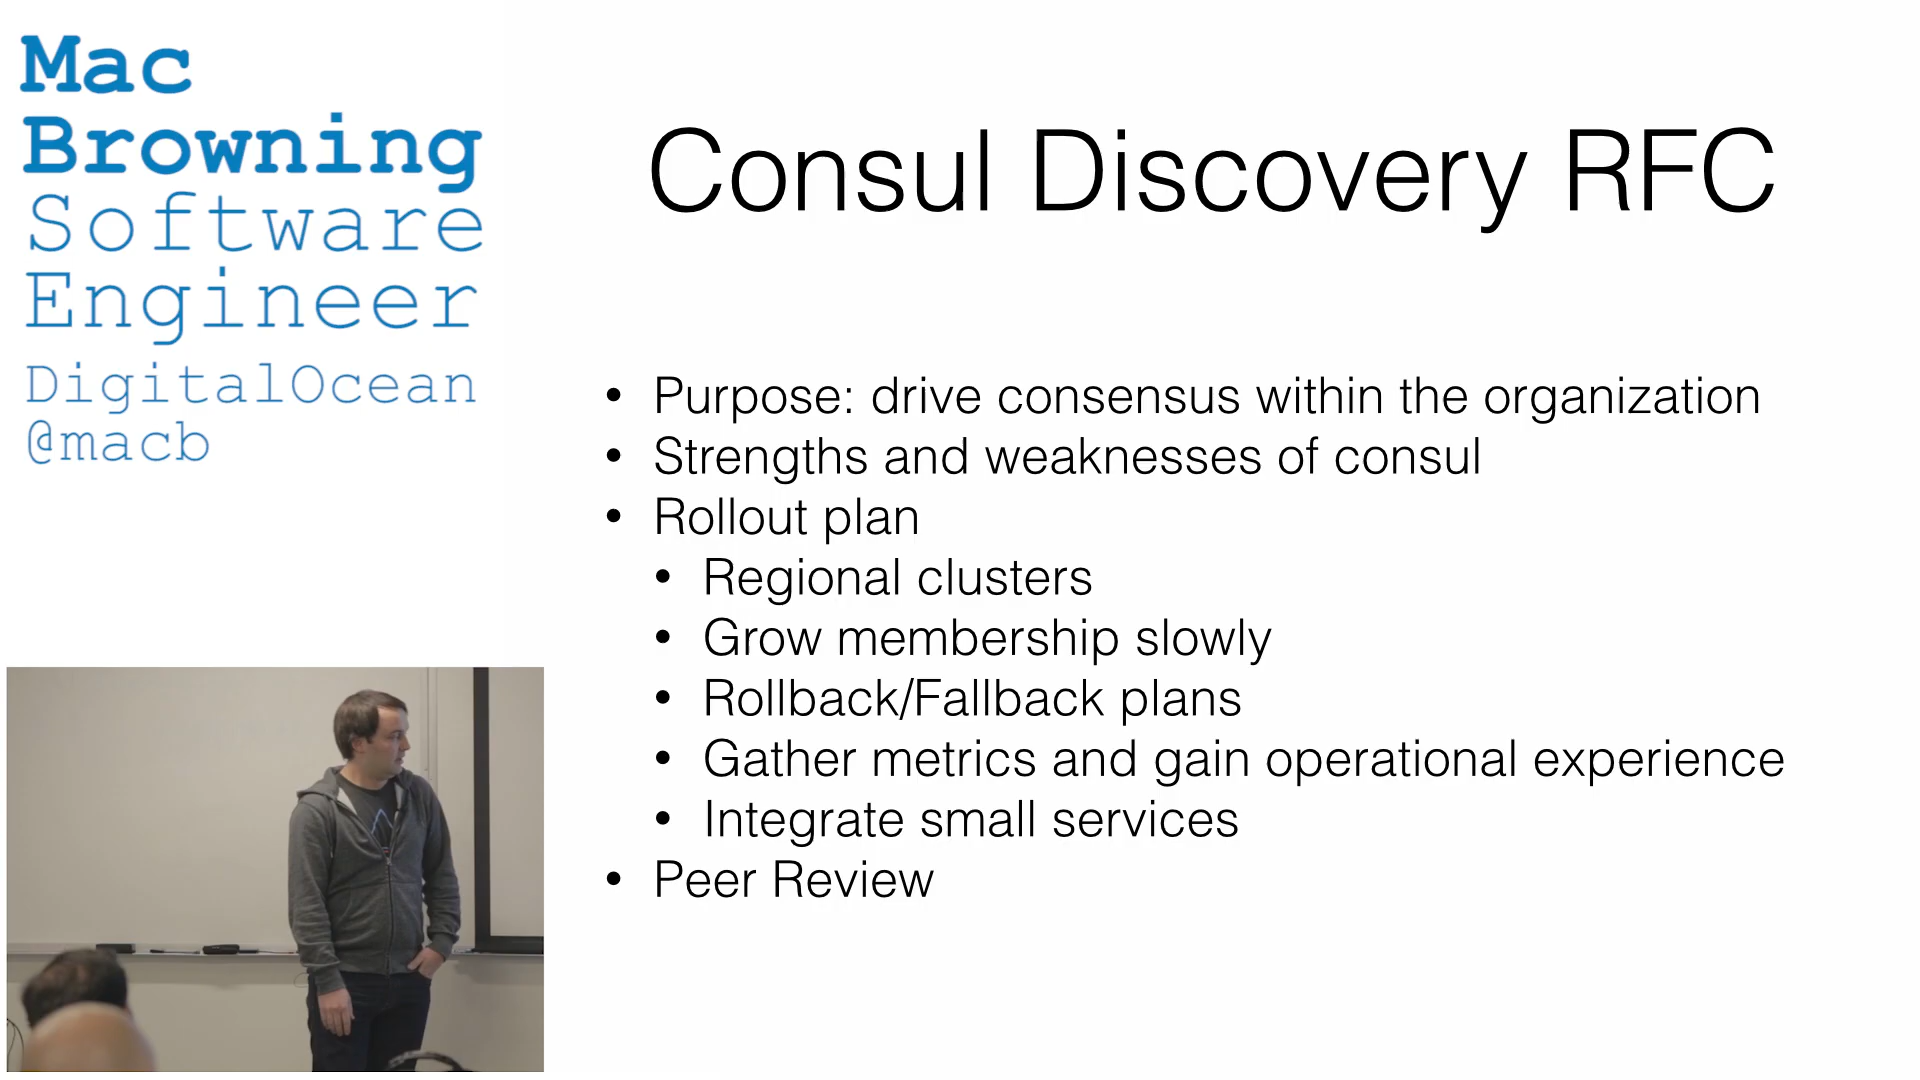 Mac
Browning
Software
Engineer
DigitalOcean
@macb
Consul Discovery RFC
• Purpose: drive consensus within the organization
• Strengths and weaknesses of consul
• Rollout plan
• Regional clusters
• Grow membership slowly
• Rollback/Fallback plans
• Gather metrics and gain operational experience
• Integrate small services
• Peer Review